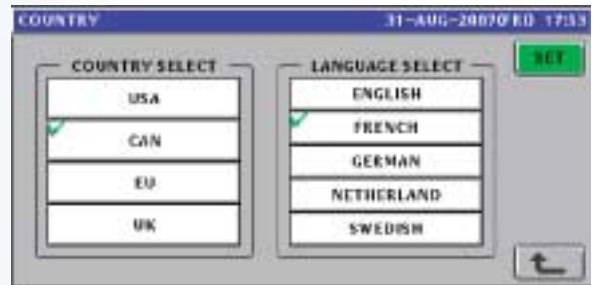 COUNTRY 31-AUG-2007(FRI) 17:53
SET
COUNTRY SELECT
USA
CAN
EU
UK
LANGUAGE SELECT
ENGLISH
FRENCH
GERMAN
NETHERLAND
SWEDISH